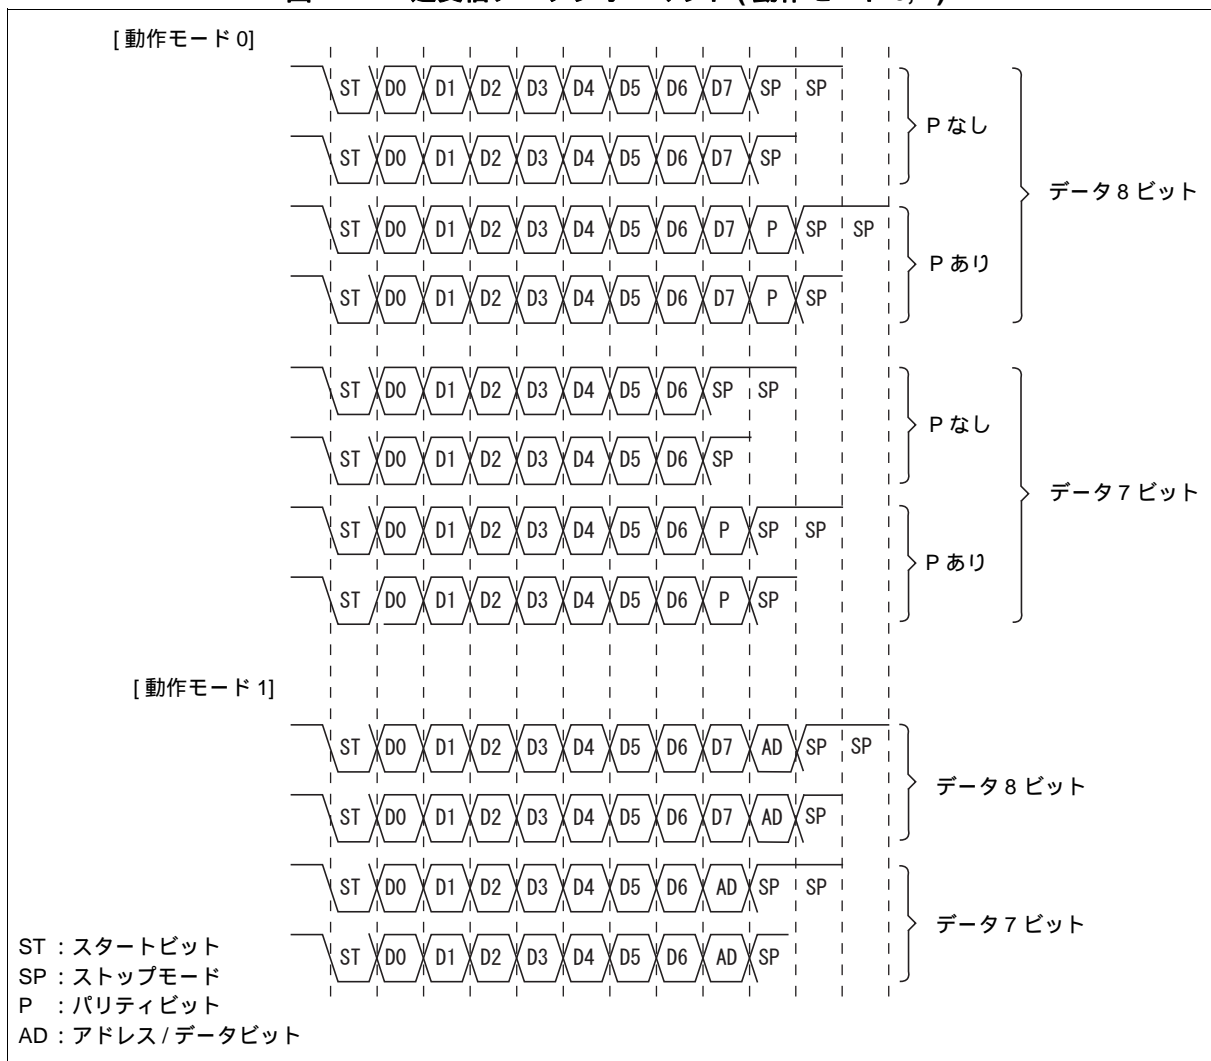 [動作モード 0]
ST D0 D1 D2 D3 D4 D5 D6 D7 SP SP
ST D0 D1 D2 D3 D4 D5 D6 D7 SP
P なし
ST D0 D1 D2 D3 D4 D5 D6 D7 P SP SP
ST D0 D1 D2 D3 D4 D5 D6 D7 P SP
P あり
データ 8 ビット
ST D0 D1 D2 D3 D4 D5 D6 SP SP
ST D0 D1 D2 D3 D4 D5 D6 SP
P なし
ST D0 D1 D2 D3 D4 D5 D6 P SP SP
ST D0 D1 D2 D3 D4 D5 D6 P SP
P あり
データ 7 ビット
[動作モード 1]
ST D0 D1 D2 D3 D4 D5 D6 D7 AD SP SP
ST D0 D1 D2 D3 D4 D5 D6 D7 AD SP
データ 8 ビット
ST D0 D1 D2 D3 D4 D5 D6 AD SP SP
ST D0 D1 D2 D3 D4 D5 D6 AD SP
データ 7 ビット
ST : スタートビット
SP : ストップモード
P : パリティビット
AD : アドレス / データビット